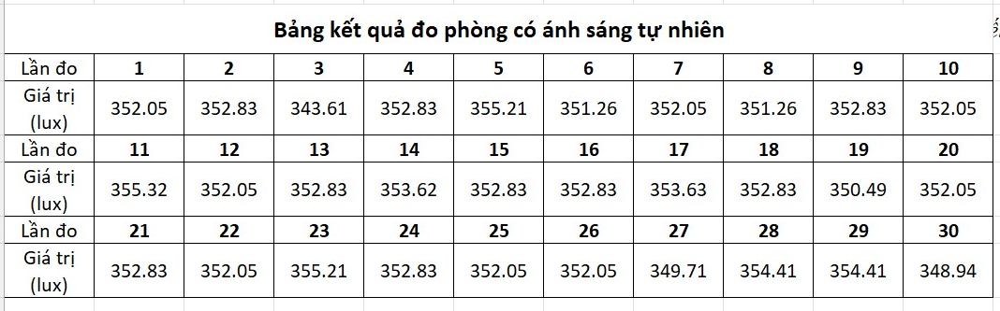 Bảng kết quả đo phòng có ánh sáng tự nhiên
Lần đo 1 2 3 4 5 6 7 8 9 10
Giá trị (lux) 352.05 352.83 343.61 352.83 355.21 351.26 352.05 351.26 352.83 352.05
Lần đo 11 12 13 14 15 16 17 18 19 20
Giá trị (lux) 355.32 352.05 352.83 353.62 352.83 352.83 353.63 352.83 350.49 352.05
Lần đo 21 22 23 24 25 26 27 28 29 30
Giá trị (lux) 352.83 352.05 355.21 352.83 352.05 352.05 349.71 354.41 354.41 348.94